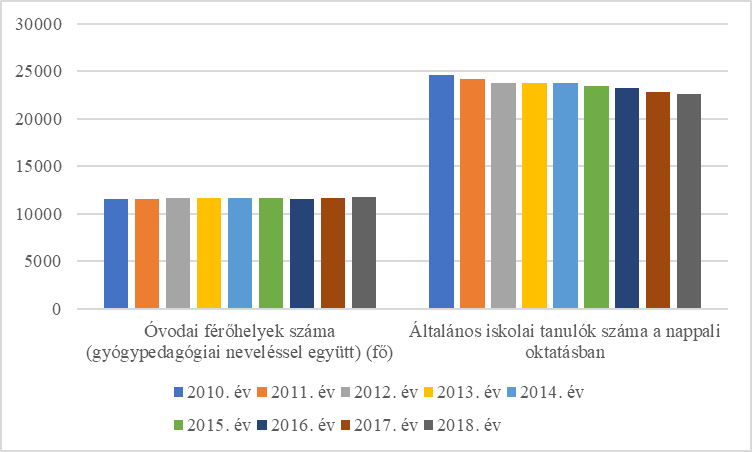 30000
25000
20000
15000
10000
5000
0
Óvodai férőhelyek száma
(gyógypedagógiai neveléssel együtt) (fő)
Általános iskolai tanulók száma a nappali
oktatásban
2010. év 2011. év 2012. év 2013. év 2014. év
2015. év 2016. év 2017. év 2018. év